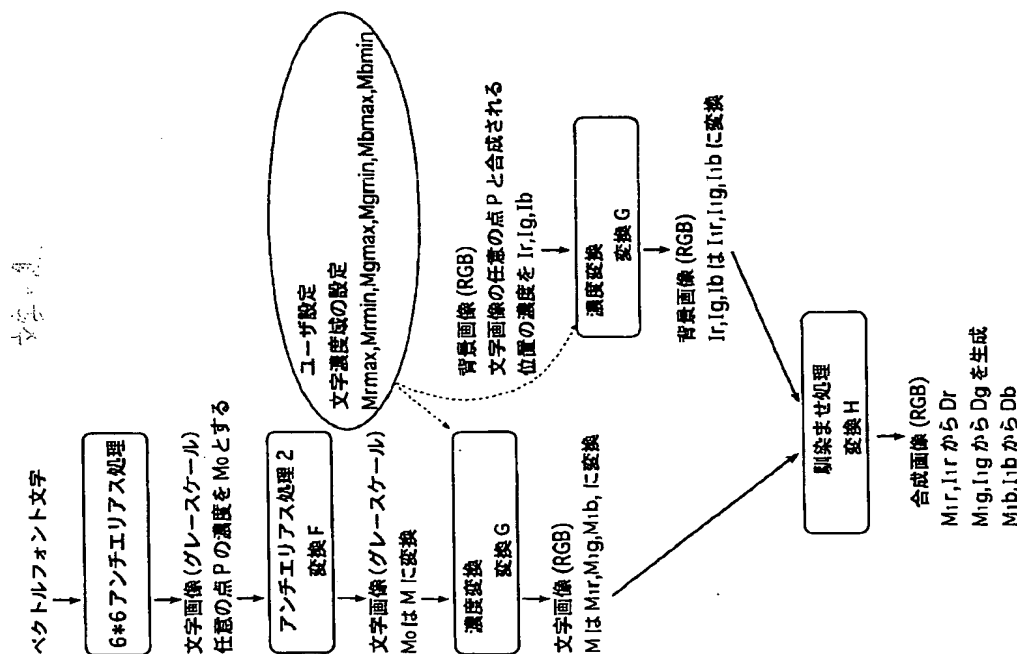 ベクトルフォント文字
6*6アンチエリアス処理
文字画像(グレースケール)
任意の点Pの濃度をMoとする
アンチエリアス処理2
変換F
文字画像(グレースケール)
MoはMに変換
ユーザ設定
文字濃度域の設定
Mrmax,Mrmin,Mgmax,Mgmin,Mbmax,Mbmin
濃度変換
変換G
文字画像(RGB)
MはM1r,M1g,M1b,に変換
背景画像(RGB)
文字画像の任意の点Pと合成される
位置の濃度をIr,Ig,Ib
濃度変換
変換G
背景画像(RGB)
Ir,Ig,IbはI1r,I1g,I1bに変換
馴染ませ処理
変換H
合成画像(RGB)
M1r,I1rからDr
M1g,I1gからDgを生成
M1b,I1bからDb